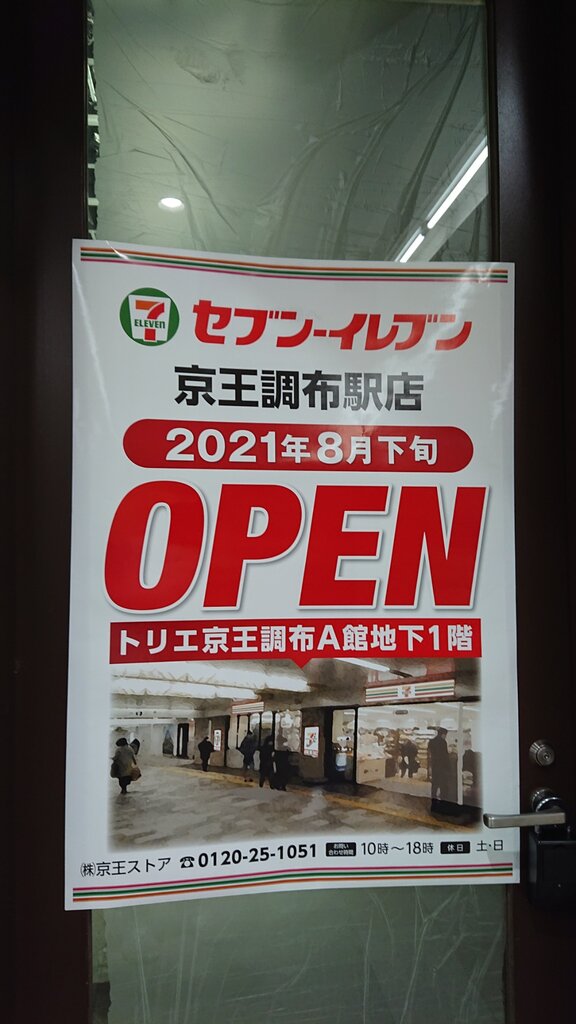 7
ELEVEN
セブン-イレブン
京王調布駅店
2021年8月下旬
OPEN
トリエ京王調布A館地下1階
㈱京王ストア ☎0120-25-1051 お問い合わせ時間 10時～18時 休日 土・日